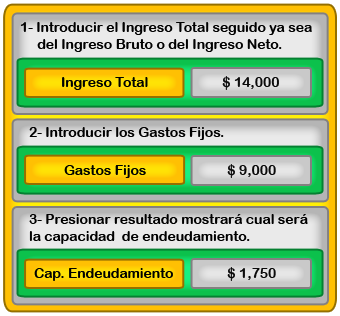 1- Introducir el Ingreso Total seguido ya sea
del Ingreso Bruto o del Ingreso Neto.
Ingreso Total $ 14,000
2- Introducir los Gastos Fijos.
Gastos Fijos $ 9,000
3- Presionar resultado mostrará cual será
la capacidad de endeudamiento.
Cap. Endeudamiento $ 1,750